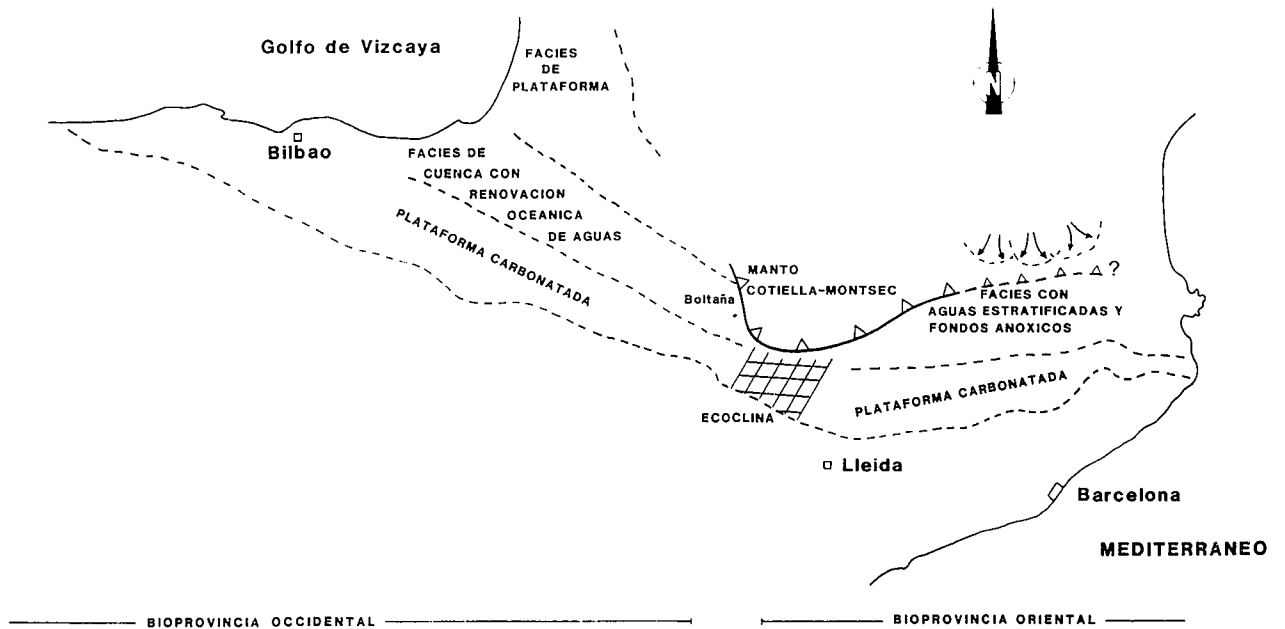 Golfo de Vizcaya
FACIES
DE
PLATAFORMA
N
Bilbao
FACIES DE
CUENCA CON
RENOVACION
OCEANICA
DE AGUAS
PLATAFORMA CARBONATADA
MANTO
COTIELLA-MONTSEC
Boltaña
?
FACIES CON
AGUAS ESTRATIFICADAS Y
FONDOS ANOXICOS
PLATAFORMA CARBONATADA
ECOCLINA
Lleida
Barcelona
MEDITERRANEO
BIOPROVINCIA OCCIDENTAL
BIOPROVINCIA ORIENTAL